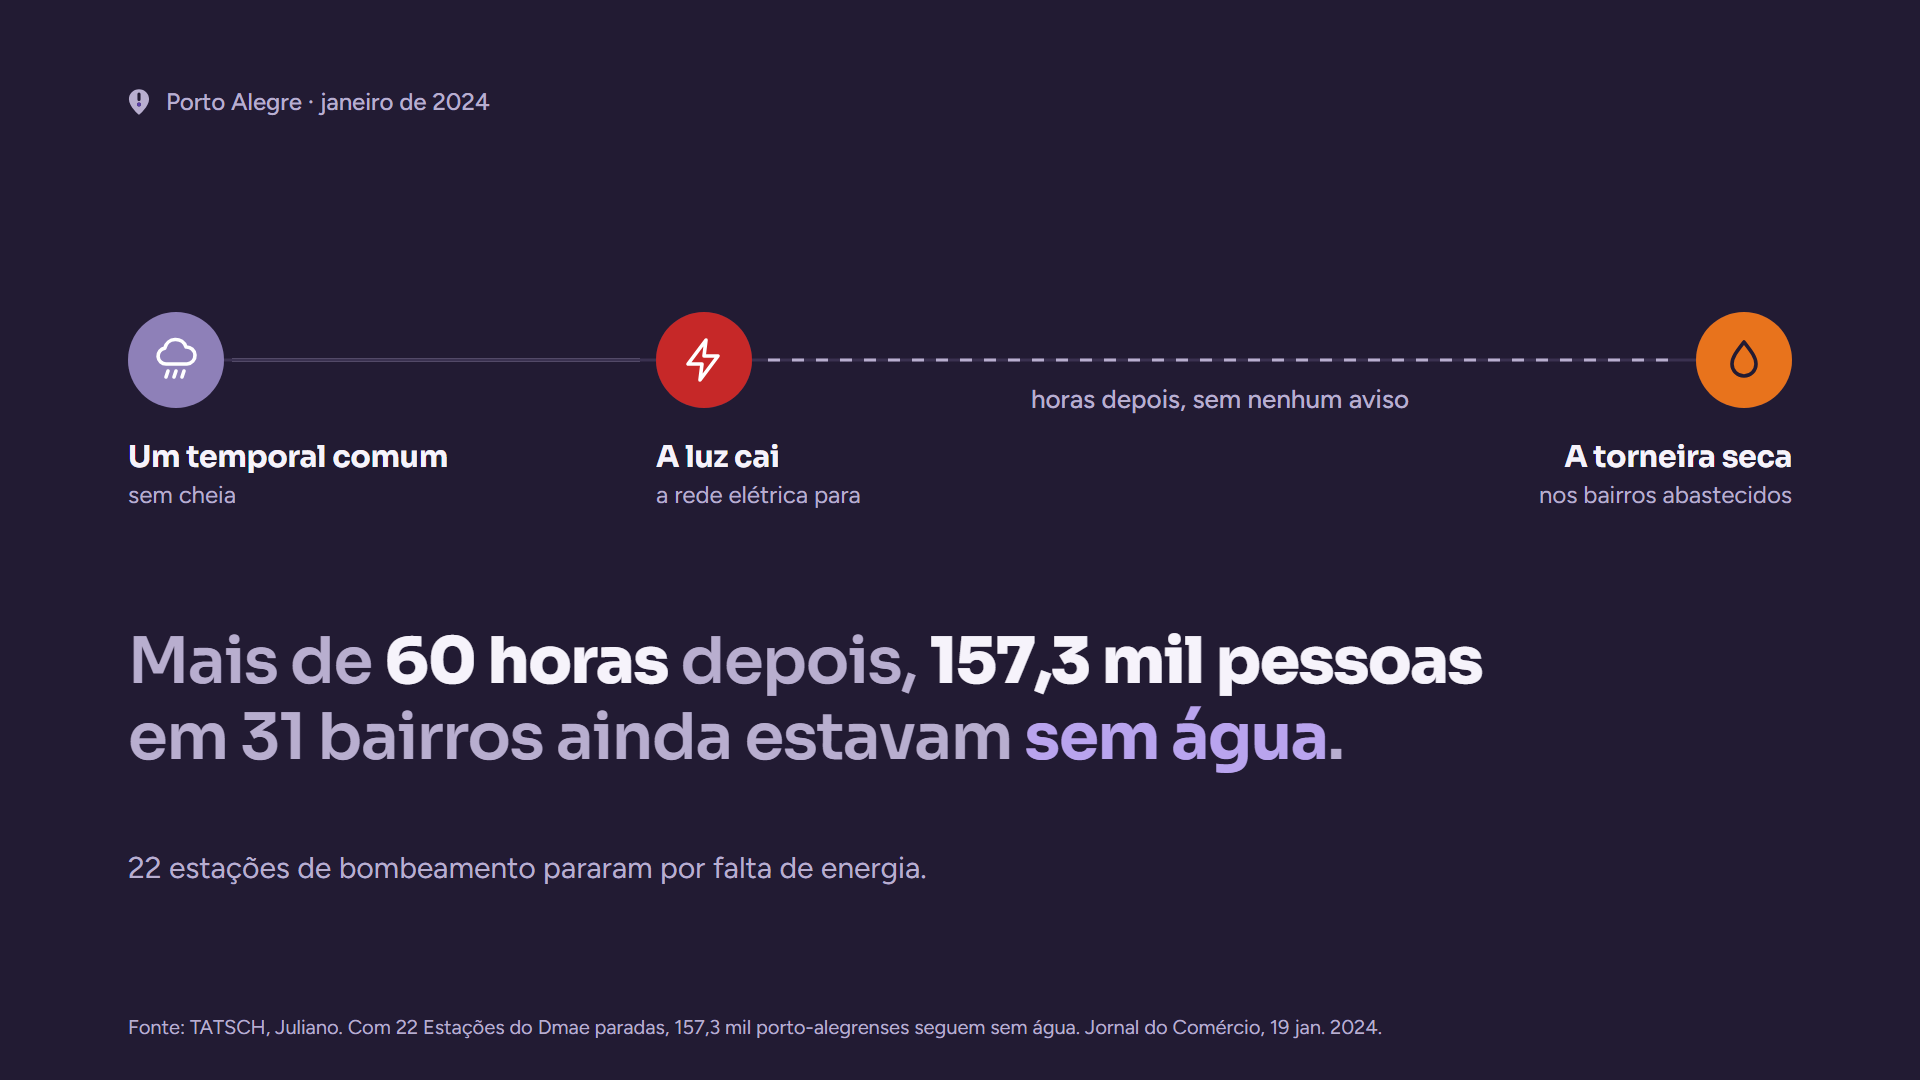 Porto Alegre · janeiro de 2024
horas depois, sem nenhum aviso
Um temporal comum
sem cheia
A luz cai
a rede elétrica para
A torneira seca
nos bairros abastecidos
Mais de 60 horas depois, 157,3 mil pessoas
em 31 bairros ainda estavam sem água.
22 estações de bombeamento pararam por falta de energia.
Fonte: TATSCH, Juliano. Com 22 Estações do Dmae paradas, 157,3 mil porto-alegrenses seguem sem água. Jornal do Comércio, 19 jan. 2024.